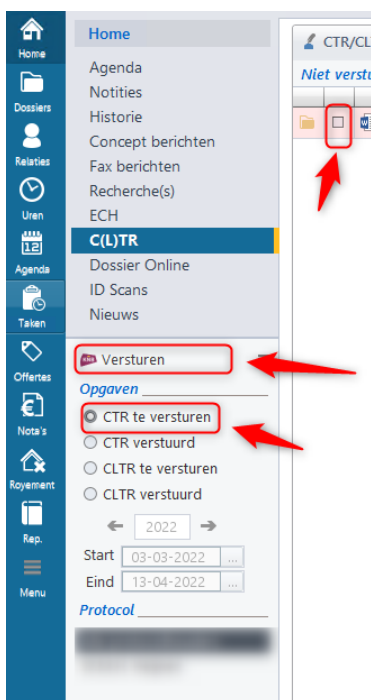 Home
Dossiers
Relaties
Uren
12
Agenda
Taken
Offertes
Nota's
Royement
Rep.
Menu
Home
Agenda
Notities
Historie
Concept berichten
Fax berichten
Recherche(s)
ECH
C(L)TR
Dossier Online
ID Scans
Nieuws
KNB Versturen
Opgaven
CTR te versturen
CTR verstuurd
CLTR te versturen
CLTR verstuurd
2022
Start 03-03-2022 ...
Eind 13-04-2022 ...
Protocol
CTR/CL
Niet verstu